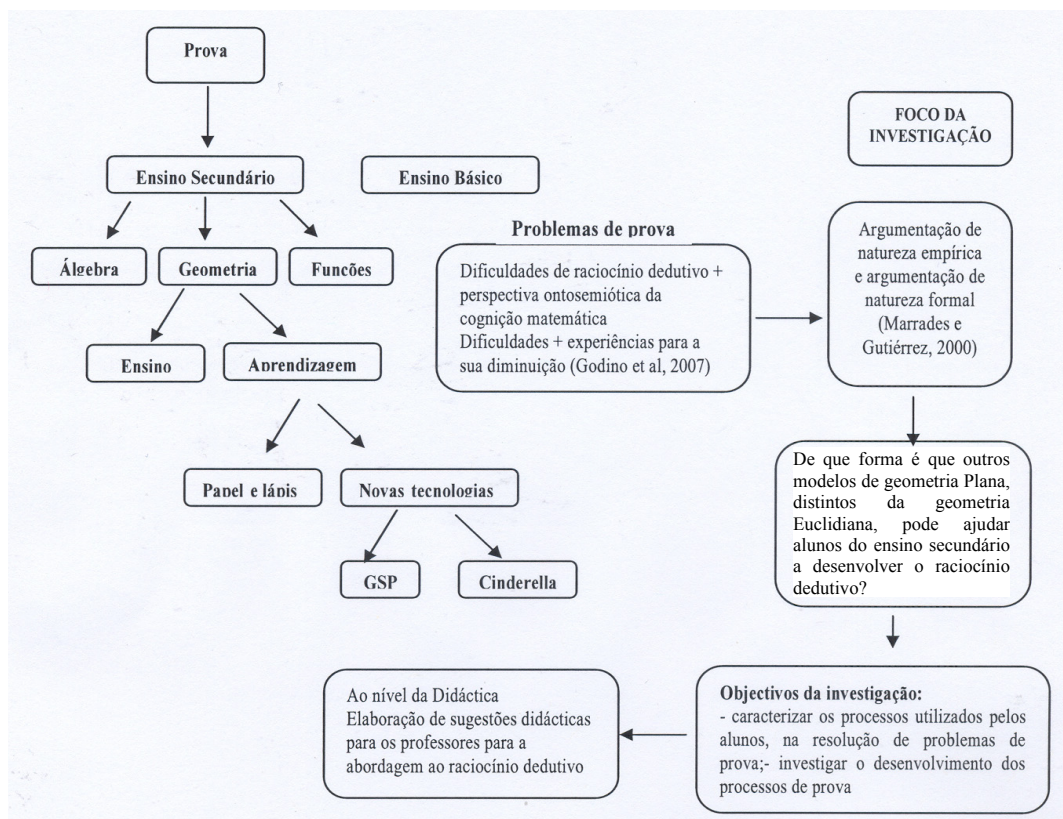 Prova
FOCO DA
INVESTIGAÇÃO
Ensino Secundário
Ensino Básico
Álgebra
Geometria
Funções
Problemas de prova
Dificuldades de raciocínio dedutivo +
perspectiva ontosemiótica da
cognição matemática
Dificuldades + experiências para a
sua diminuição (Godino et al, 2007)
Argumentação de
natureza empírica
e argumentação de
natureza formal
(Marrades e
Gutiérrez, 2000)
Ensino
Aprendizagem
Papel e lápis
Novas tecnologias
GSP
Cinderella
De que forma é que outros
modelos de geometria Plana,
distintos da geometria
Euclidiana, pode ajudar
alunos do ensino secundário
a desenvolver o raciocínio
dedutivo?
Objectivos da investigação:
- caracterizar os processos utilizados pelos
alunos, na resolução de problemas de
prova;- investigar o desenvolvimento dos
processos de prova
Ao nível da Didáctica
Elaboração de sugestões didácticas
para os professores para a
abordagem ao raciocínio dedutivo